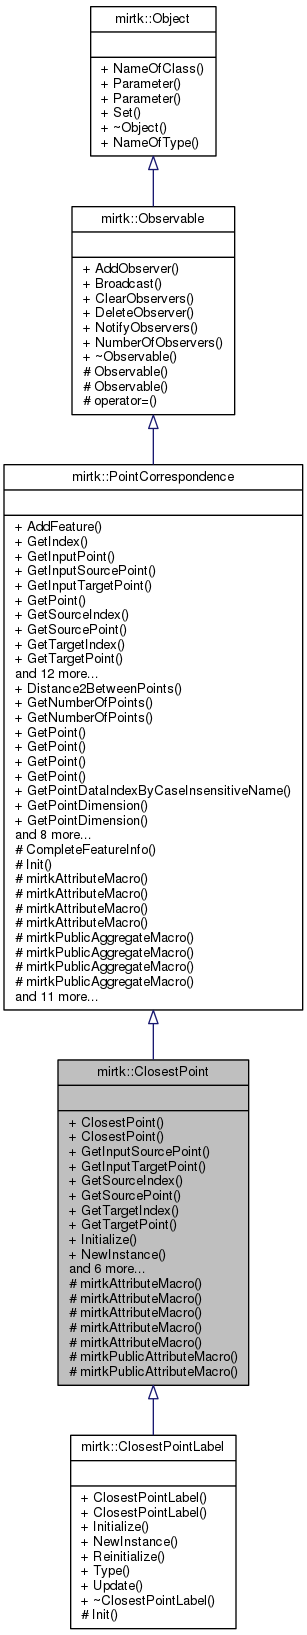 mirtk::Object
+ NameOfClass()
+ Parameter()
+ Parameter()
+ Set()
+ ~Object()
+ NameOfType()
mirtk::Observable
+ AddObserver()
+ Broadcast()
+ ClearObservers()
+ DeleteObserver()
+ NotifyObservers()
+ NumberOfObservers()
+ ~Observable()
# Observable()
# Observable()
# operator=()
mirtk::PointCorrespondence
+ AddFeature()
+ GetIndex()
+ GetInputPoint()
+ GetInputSourcePoint()
+ GetInputTargetPoint()
+ GetPoint()
+ GetSourceIndex()
+ GetSourcePoint()
+ GetTargetIndex()
+ GetTargetPoint()
and 12 more...
+ Distance2BetweenPoints()
+ GetNumberOfPoints()
+ GetNumberOfPoints()
+ GetPoint()
+ GetPoint()
+ GetPoint()
+ GetPoint()
+ GetPointDataIndexByCaseInsensitiveName()
+ GetPointDimension()
+ GetPointDimension()
and 8 more...
# CompleteFeatureInfo()
# Init()
# mirtkAttributeMacro()
# mirtkAttributeMacro()
# mirtkAttributeMacro()
# mirtkAttributeMacro()
# mirtkPublicAggregateMacro()
# mirtkPublicAggregateMacro()
# mirtkPublicAggregateMacro()
# mirtkPublicAggregateMacro()
and 11 more...
mirtk::ClosestPoint
+ ClosestPoint()
+ ClosestPoint()
+ GetInputSourcePoint()
+ GetInputTargetPoint()
+ GetSourceIndex()
+ GetSourcePoint()
+ GetTargetIndex()
+ GetTargetPoint()
+ Initialize()
+ NewInstance()
and 6 more...
# mirtkAttributeMacro()
# mirtkAttributeMacro()
# mirtkAttributeMacro()
# mirtkAttributeMacro()
# mirtkAttributeMacro()
# mirtkPublicAttributeMacro()
# mirtkPublicAttributeMacro()
mirtk::ClosestPointLabel
+ ClosestPointLabel()
+ ClosestPointLabel()
+ Initialize()
+ NewInstance()
+ Reinitialize()
+ Type()
+ Update()
+ ~ClosestPointLabel()
# Init()